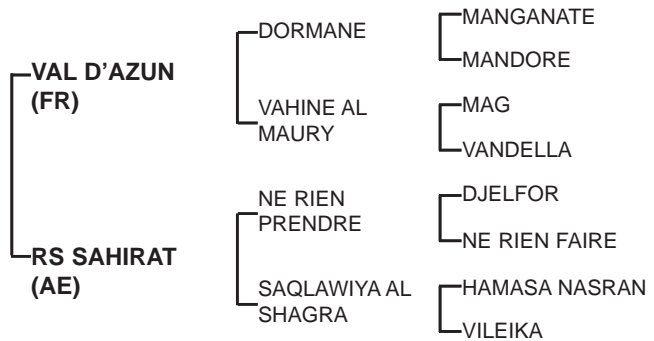 VAL D’AZUN
(FR)
RS SAHIRAT
(AE)
DORMANE
VAHINE AL
MAURY
NE RIEN
PRENDRE
SAQLAWIYA AL
SHAGRA
MANGANATE
MANDORE
MAG
VANDELLA
DJELFOR
NE RIEN FAIRE
HAMASA NASRAN
VILEIKA